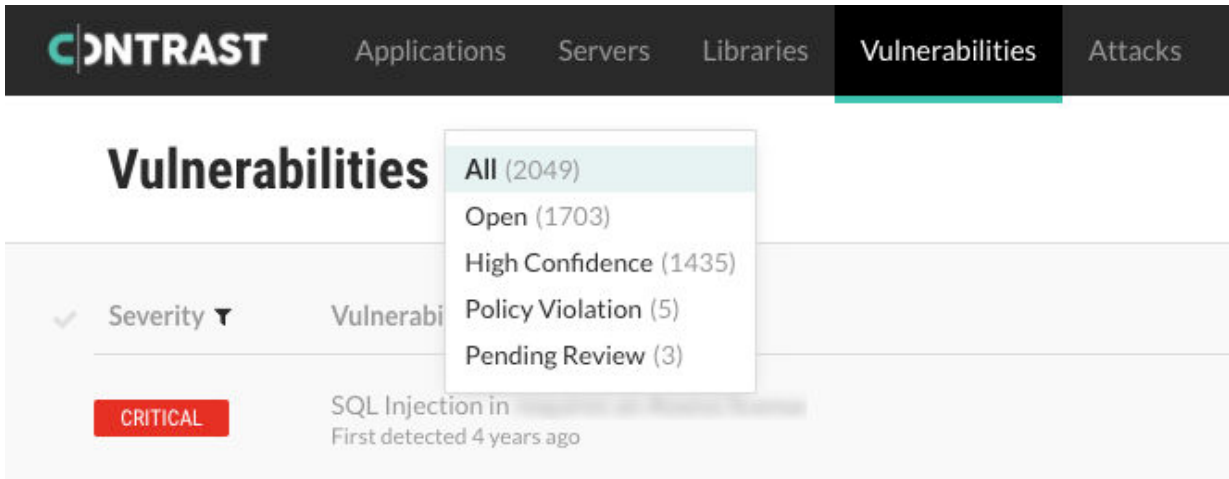 CONTRAST Applications Servers Libraries Vulnerabilities Attacks
Vulnerabilities
All (2049)
Open (1703)
High Confidence (1435)
Policy Violation (5)
Pending Review (3)
Severity Vulnerabi
CRITICAL
SQL Injection in
First detected 4 years ago